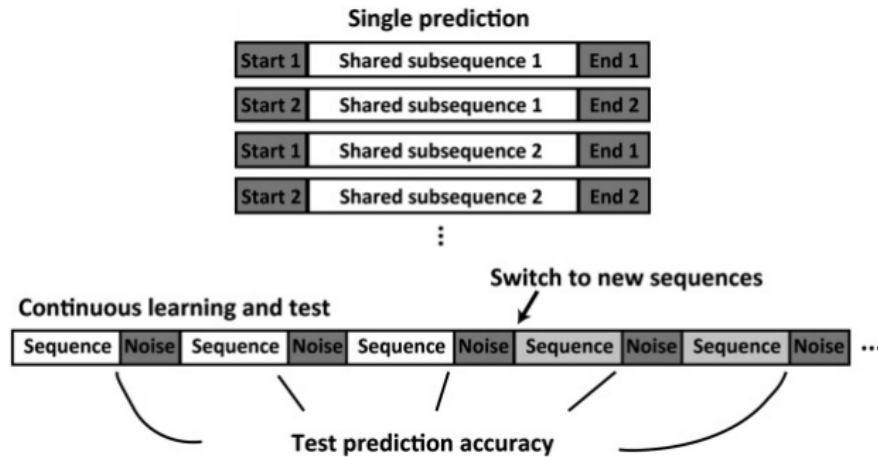 Single prediction
Start 1 Shared subsequence 1 End 1
Start 2 Shared subsequence 1 End 2
Start 1 Shared subsequence 2 End 1
Start 2 Shared subsequence 2 End 2
⋮
Switch to new sequences
Continuous learning and test
Sequence Noise Sequence Noise Sequence Noise Sequence Noise Sequence Noise ...
Test prediction accuracy